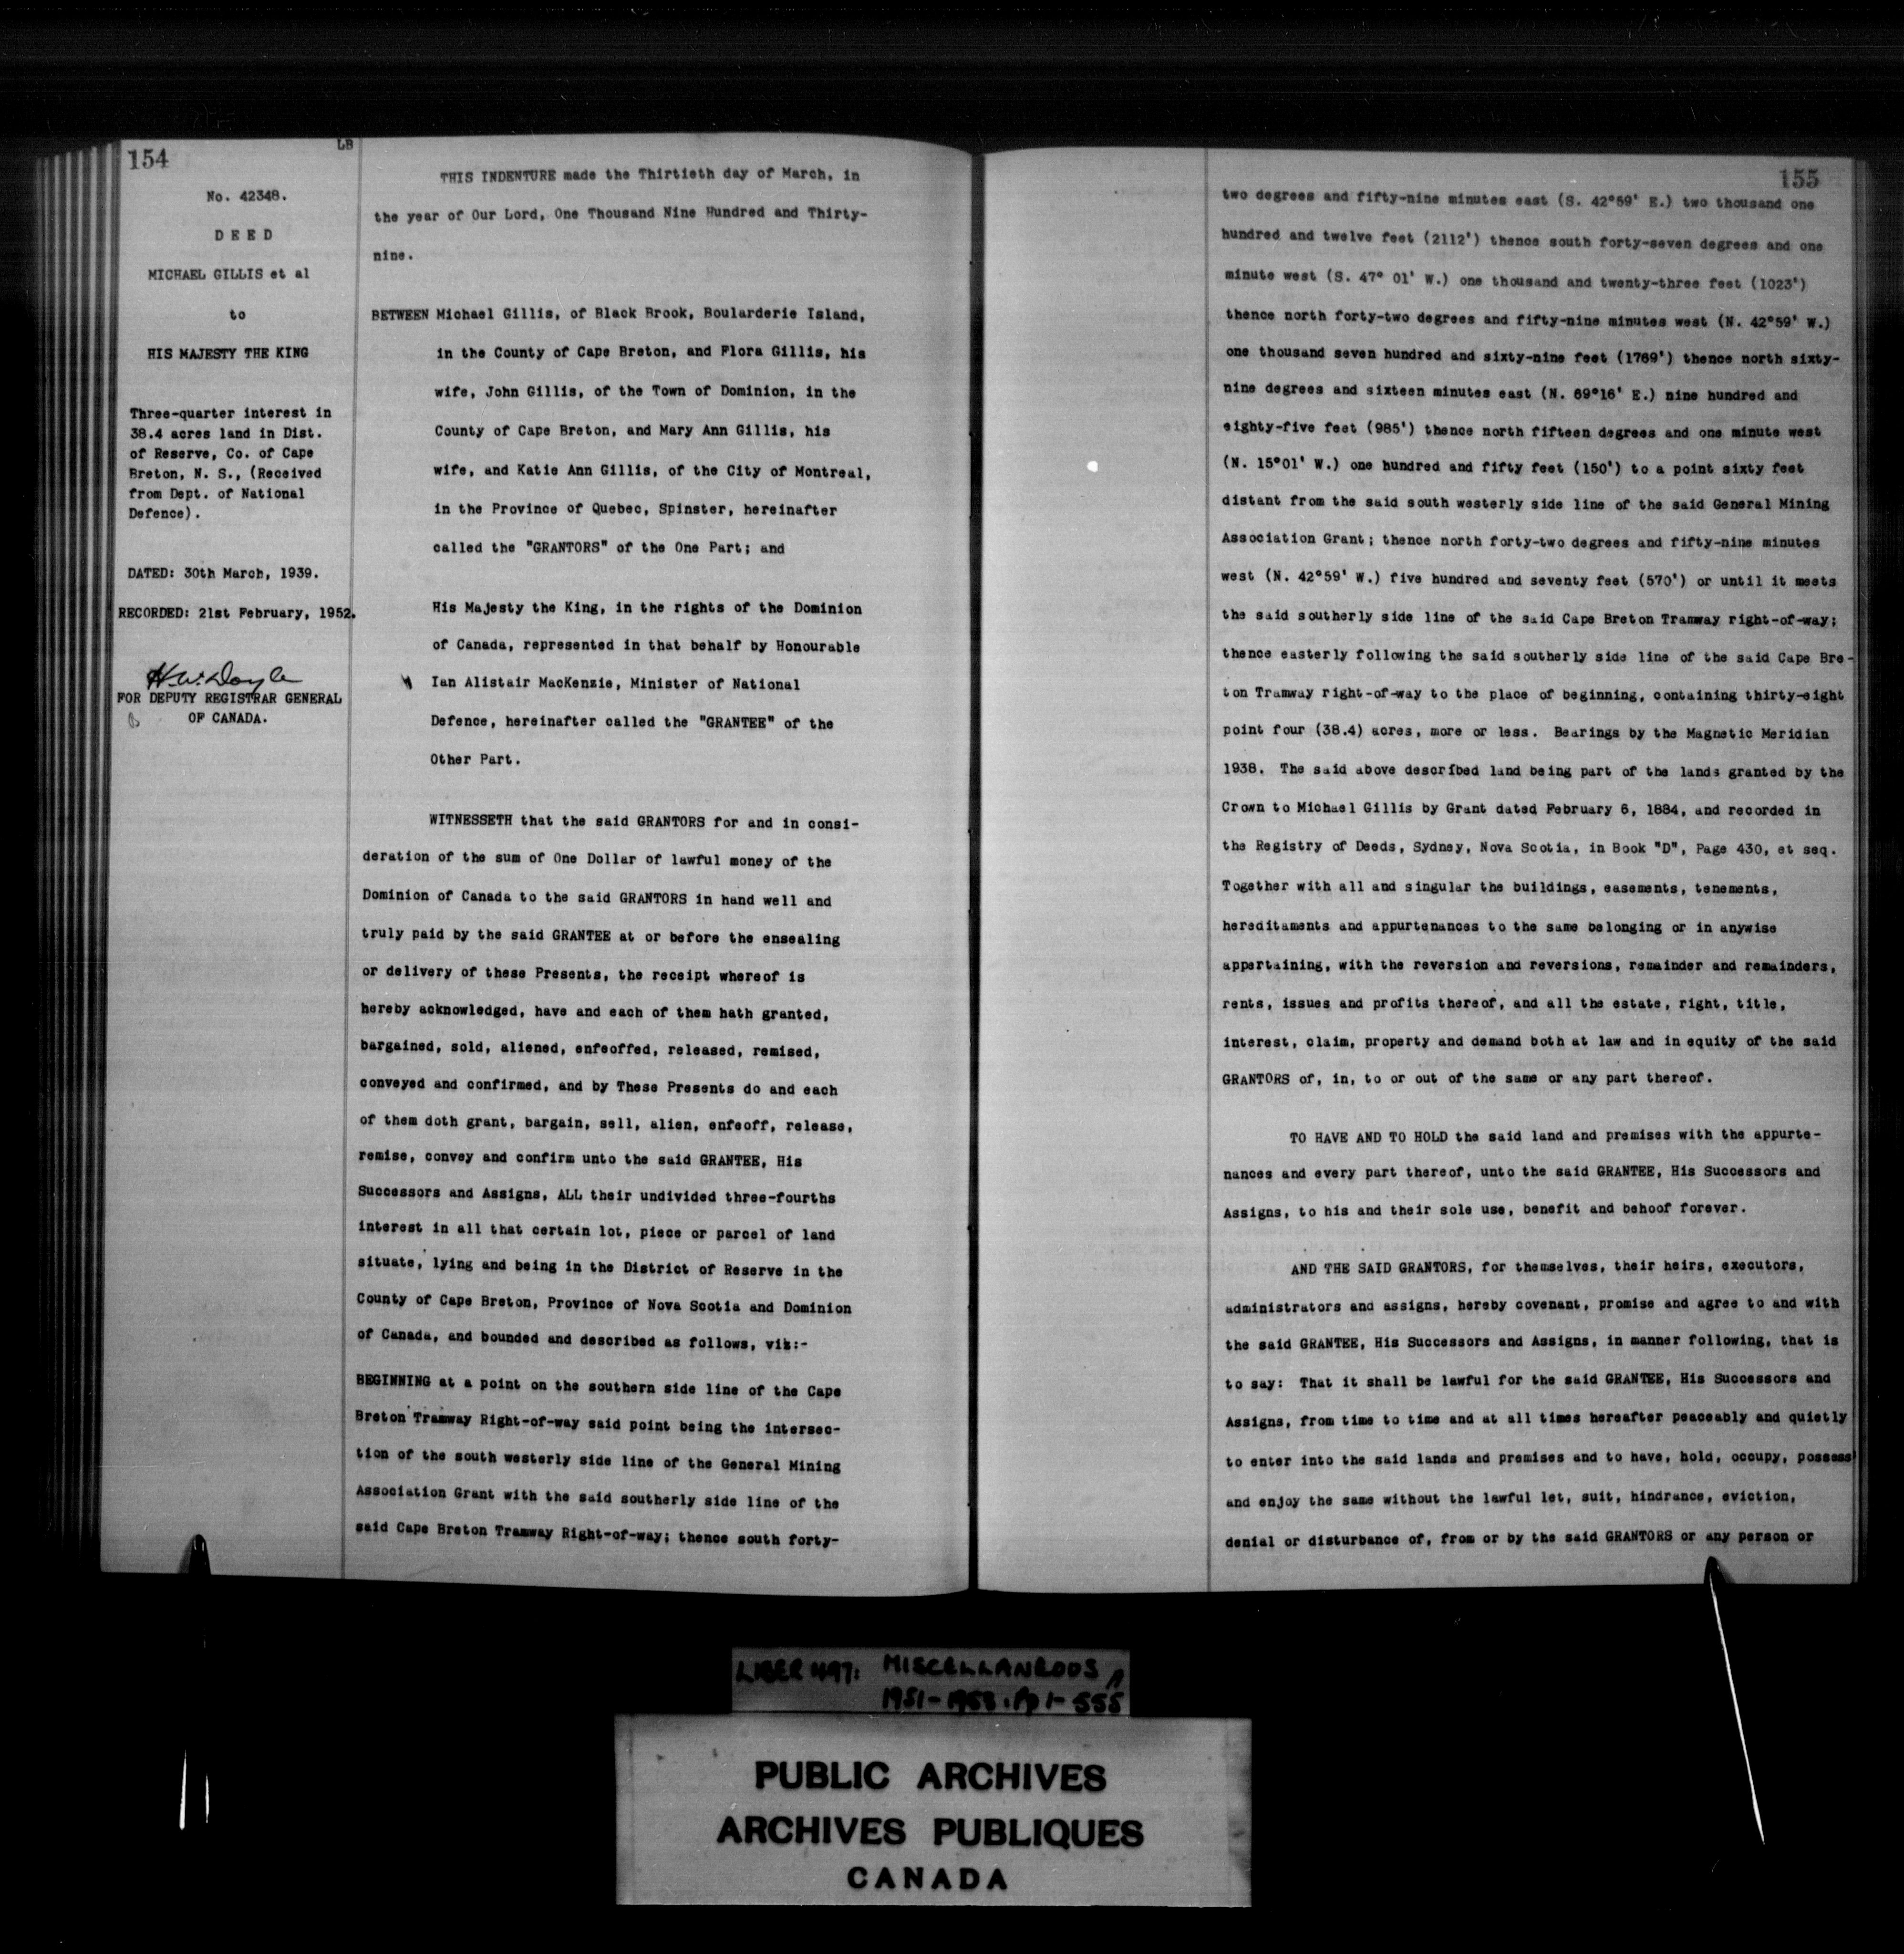 154
LB
No. 42348.
D E E D
MICHAEL GILLIS et al
to
HIS MAJESTY THE KING
Three-quarter interest in
38.4 acres land in Dist.
of Reserve, Co. of Cape
Breton, N. S., (Received
from Dept. of National
Defence).
DATED: 30th March, 1939.
RECORDED: 21st February, 1952.
H.W. Doyle
FOR DEPUTY REGISTRAR GENERAL
OF CANADA.
THIS INDENTURE made the Thirtieth day of March, in
the year of Our Lord, One Thousand Nine Hundred and Thirty-
nine.
BETWEEN Michael Gillis, of Black Brook, Boularderie Island,
in the County of Cape Breton, and Flora Gillis, his
wife, John Gillis, of the Town of Dominion, in the
County of Cape Breton, and Mary Ann Gillis, his
wife, and Katie Ann Gillis, of the City of Montreal,
in the Province of Quebec, Spinster, hereinafter
called the "GRANTORS" of the One Part; and
His Majesty the King, in the rights of the Dominion
of Canada, represented in that behalf by Honourable
Ian Alistair MacKenzie, Minister of National
Defence, hereinafter called the "GRANTEE" of the
Other Part.
WITNESSETH that the said GRANTORS for and in consi-
deration of the sum of One Dollar of lawful money of the
Dominion of Canada to the said GRANTORS in hand well and
truly paid by the said GRANTEE at or before the ensealing
or delivery of these Presents, the receipt whereof is
hereby acknowledged, have and each of them hath granted,
bargained, sold, aliened, enfeoffed, released, remised,
conveyed and confirmed, and by These Presents do and each
of them doth grant, bargain, sell, alien, enfeoff, release,
remise, convey and confirm unto the said GRANTEE, His
Successors and Assigns, ALL their undivided three-fourths
interest in all that certain lot, piece or parcel of land
situate, lying and being in the District of Reserve in the
County of Cape Breton, Province of Nova Scotia and Dominion
of Canada, and bounded and described as follows, viz:-
BEGINNING at a point on the southern side line of the Cape
Breton Tramway Right-of-way said point being the intersec-
tion of the south westerly side line of the General Mining
Association Grant with the said southerly side line of the
said Cape Breton Tramway Right-of-way; thence south forty-
155
two degrees and fifty-nine minutes east (S. 42°59' E.) two thousand one
hundred and twelve feet (2112') thence south forty-seven degrees and one
minute west (S. 47° 01' W.) one thousand and twenty-three feet (1023')
thence north forty-two degrees and fifty-nine minutes west (N. 42°59' W.)
one thousand seven hundred and sixty-nine feet (1769') thence north sixty-
nine degrees and sixteen minutes east (N. 69°16' E.) nine hundred and
eighty-five feet (985') thence north fifteen degrees and one minute west
(N. 15°01' W.) one hundred and fifty feet (150') to a point sixty feet
distant from the said south westerly side line of the said General Mining
Association Grant; thence north forty-two degrees and fifty-nine minutes
west (N. 42°59' W.) five hundred and seventy feet (570') or until it meets
the said southerly side line of the said Cape Breton Tramway right-of-way;
thence easterly following the said southerly side line of the said Cape Bre-
ton Tramway right-of-way to the place of beginning, containing thirty-eight
point four (38.4) acres, more or less. Bearings by the Magnetic Meridian
1938. The said above described land being part of the lands granted by the
Crown to Michael Gillis by Grant dated February 6, 1884, and recorded in
the Registry of Deeds, Sydney, Nova Scotia, in Book "D", Page 430, et seq.
Together with all and singular the buildings, easements, tenements,
hereditaments and appurtenances to the same belonging or in anywise
appertaining, with the reversion and reversions, remainder and remainders,
rents, issues and profits thereof, and all the estate, right, title,
interest, claim, property and demand both at law and in equity of the said
GRANTORS of, in, to or out of the same or any part thereof.
TO HAVE AND TO HOLD the said land and premises with the appurte-
nances and every part thereof, unto the said GRANTEE, His Successors and
Assigns, to his and their sole use, benefit and behoof forever.
AND THE SAID GRANTORS, for themselves, their heirs, executors,
administrators and assigns, hereby covenant, promise and agree to and with
the said GRANTEE, His Successors and Assigns, in manner following, that is
to say: That it shall be lawful for the said GRANTEE, His Successors and
Assigns, from time to time and at all times hereafter peaceably and quietly
to enter into the said lands and premises and to have, hold, occupy, possess
and enjoy the same without the lawful let, suit, hindrance, eviction,
denial or disturbance of, from or by the said GRANTORS or any person or
LIBER 497: MISCELLANEOUS
1951-1953. Pp 1-555
PUBLIC ARCHIVES
ARCHIVES PUBLIQUES
CANADA